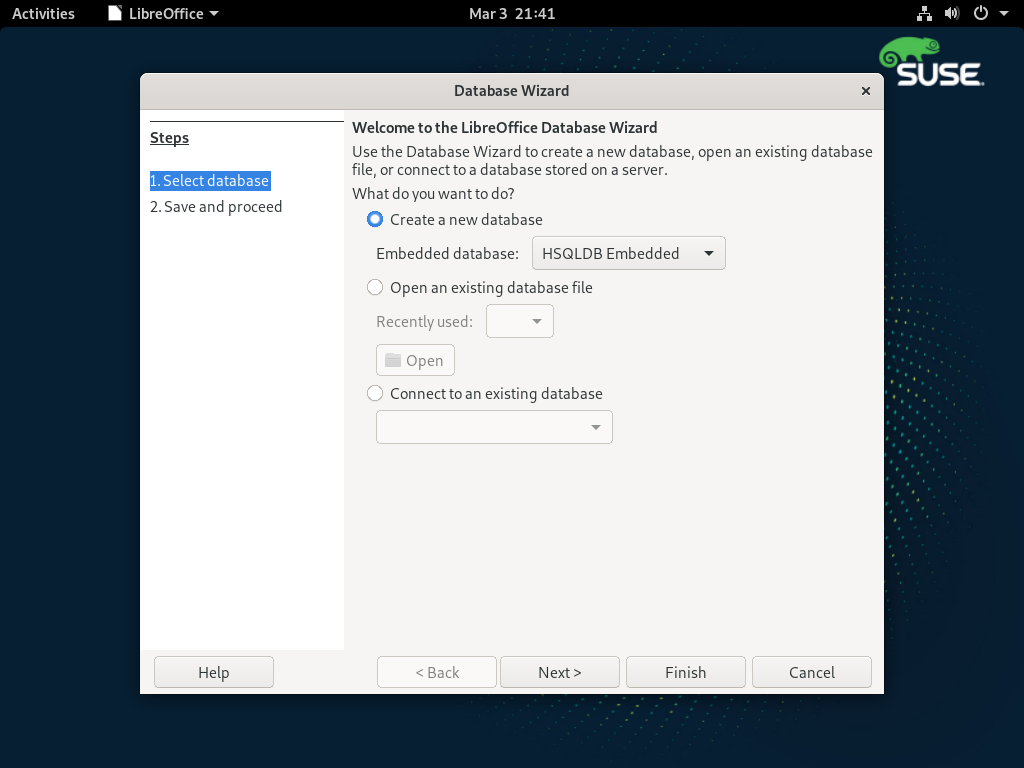 Activities LibreOffice Mar 3 21:41
SUSE
Database Wizard
Steps
1. Select database
2. Save and proceed
Welcome to the LibreOffice Database Wizard
Use the Database Wizard to create a new database, open an existing database
file, or connect to a database stored on a server.
What do you want to do?
Create a new database
Embedded database: HSQLDB Embedded
Open an existing database file
Recently used:
Open
Connect to an existing database
Help < Back Next > Finish Cancel